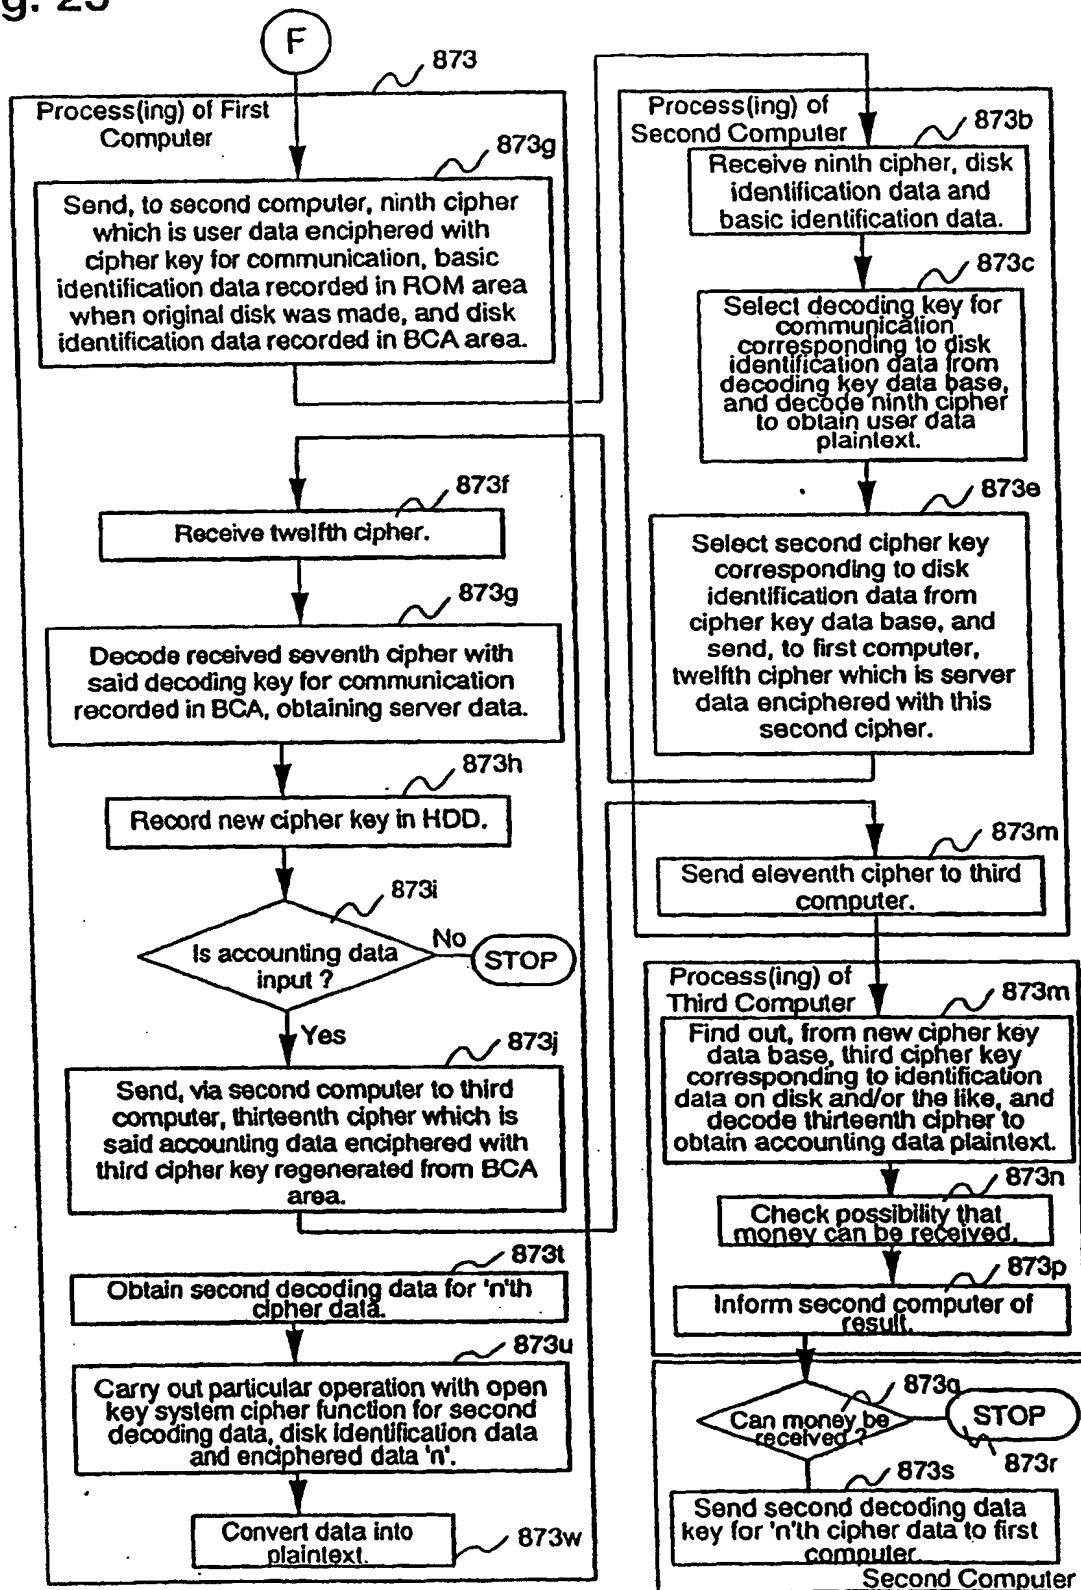 g. 25
F
873
Process(ing) of First
Computer
873g
Send, to second computer, ninth cipher
which is user data enciphered with
cipher key for communication, basic
identification data recorded in ROM area
when original disk was made, and disk
identification data recorded in BCA area.
873f
Receive twelfth cipher.
873g
Decode received seventh cipher with
said decoding key for communication
recorded in BCA, obtaining server data.
873h
Record new cipher key in HDD.
873i
Is accounting data
input ?
No
STOP
Yes
873j
Send, via second computer to third
computer, thirteenth cipher which is
said accounting data enciphered with
third cipher key regenerated from BCA
area.
873t
Obtain second decoding data for 'n'th
cipher data.
873u
Carry out particular operation with open
key system cipher function for second
decoding data, disk identification data
and enciphered data 'n'.
Convert data into
plaintext.
873w
Process(ing) of
Second Computer
873b
Receive ninth cipher, disk
identification data and
basic identification data.
873c
Select decoding key for
communication
corresponding to disk
identification data from
decoding key data base,
and decode ninth cipher
to obtain user data
plaintext.
873e
Select second cipher key
corresponding to disk
identification data from
cipher key data base, and
send, to first computer,
twelfth cipher which is server
data enciphered with this
second cipher.
873m
Send eleventh cipher to third
computer.
Process(ing) of
Third Computer
873m
Find out, from new cipher key
data base, third cipher key
corresponding to identification
data on disk and/or the like, and
decode thirteenth cipher to
obtain accounting data plaintext.
873n
Check possibility that
money can be received.
873p
Inform second computer of
result.
873q
Can money be
received ?
STOP
873r
873s
Send second decoding data
key for 'n'th cipher data to first
computer.
Second Computer